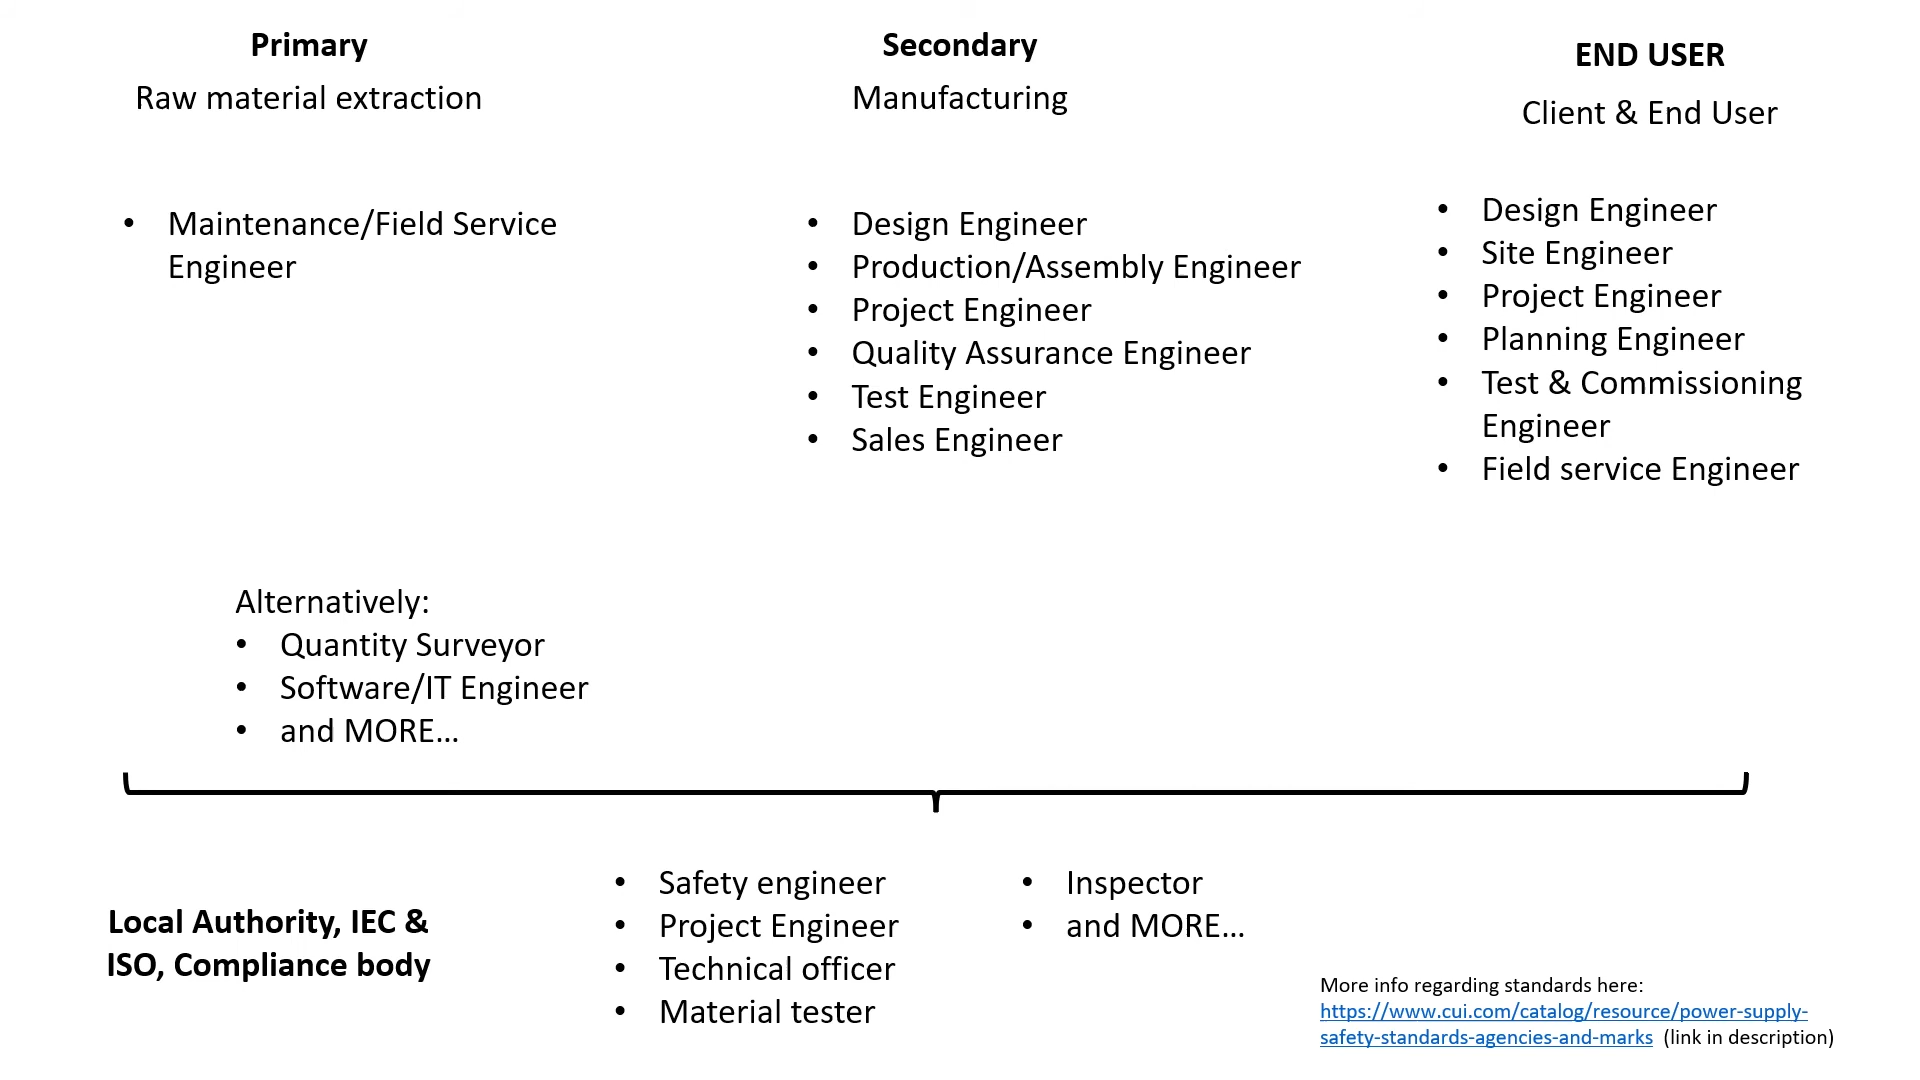 Primary
Raw material extraction
• Maintenance/Field Service
Engineer
Secondary
Manufacturing
• Design Engineer
• Production/Assembly Engineer
• Project Engineer
• Quality Assurance Engineer
• Test Engineer
• Sales Engineer
END USER
Client & End User
• Design Engineer
• Site Engineer
• Project Engineer
• Planning Engineer
• Test & Commissioning
Engineer
• Field service Engineer
Alternatively:
• Quantity Surveyor
• Software/IT Engineer
• and MORE…
Local Authority, IEC &
ISO, Compliance body
• Safety engineer
• Project Engineer
• Technical officer
• Material tester
• Inspector
• and MORE…
More info regarding standards here:
https://www.cui.com/catalog/resource/power-supply-
safety-standards-agencies-and-marks (link in description)